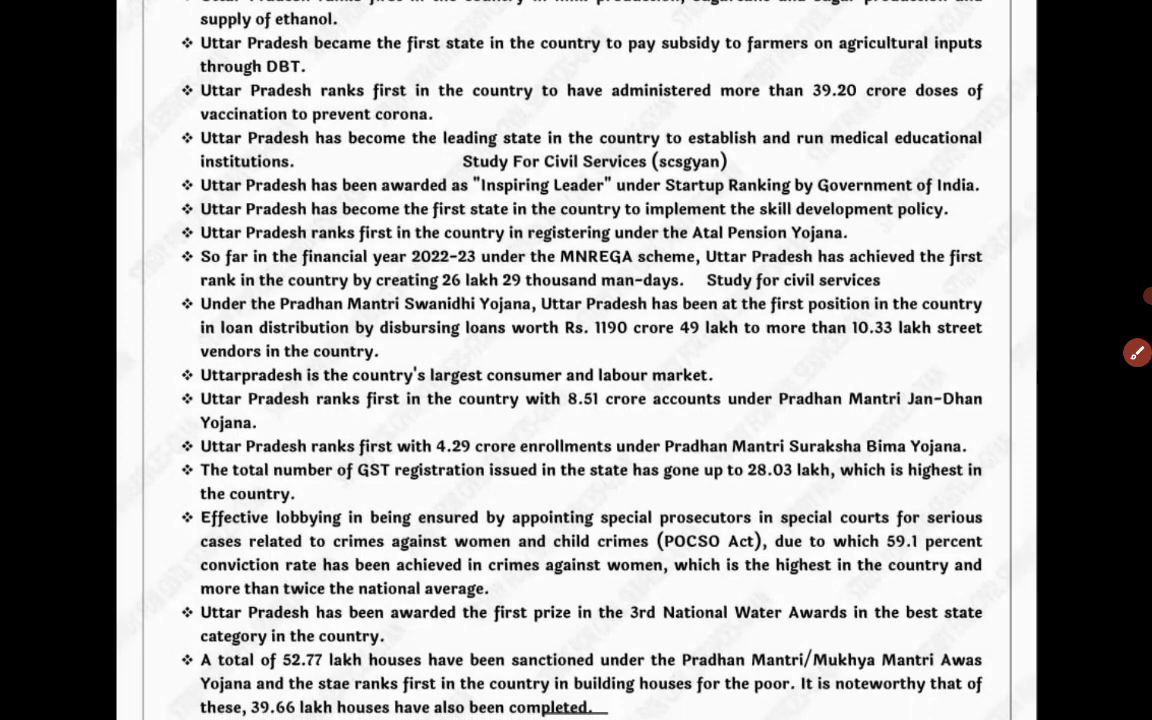 supply of ethanol.
❖ Uttar Pradesh became the first state in the country to pay subsidy to farmers on agricultural inputs
through DBT.
❖ Uttar Pradesh ranks first in the country to have administered more than 39.20 crore doses of
vaccination to prevent corona.
❖ Uttar Pradesh has become the leading state in the country to establish and run medical educational
institutions. Study For Civil Services (scsgyan)
❖ Uttar Pradesh has been awarded as "Inspiring Leader" under Startup Ranking by Government of India.
❖ Uttar Pradesh has become the first state in the country to implement the skill development policy.
❖ Uttar Pradesh ranks first in the country in registering under the Atal Pension Yojana.
❖ So far in the financial year 2022-23 under the MNREGA scheme, Uttar Pradesh has achieved the first
rank in the country by creating 26 lakh 29 thousand man-days. Study for civil services
❖ Under the Pradhan Mantri Swanidhi Yojana, Uttar Pradesh has been at the first position in the country
in loan distribution by disbursing loans worth Rs. 1190 crore 49 lakh to more than 10.33 lakh street
vendors in the country.
❖ Uttarpradesh is the country's largest consumer and labour market.
❖ Uttar Pradesh ranks first in the country with 8.51 crore accounts under Pradhan Mantri Jan-Dhan
Yojana.
❖ Uttar Pradesh ranks first with 4.29 crore enrollments under Pradhan Mantri Suraksha Bima Yojana.
❖ The total number of GST registration issued in the state has gone up to 28.03 lakh, which is highest in
the country.
❖ Effective lobbying in being ensured by appointing special prosecutors in special courts for serious
cases related to crimes against women and child crimes (POCSO Act), due to which 59.1 percent
conviction rate has been achieved in crimes against women, which is the highest in the country and
more than twice the national average.
❖ Uttar Pradesh has been awarded the first prize in the 3rd National Water Awards in the best state
category in the country.
❖ A total of 52.77 lakh houses have been sanctioned under the Pradhan Mantri/Mukhya Mantri Awas
Yojana and the stae ranks first in the country in building houses for the poor. It is noteworthy that of
these, 39.66 lakh houses have also been completed.